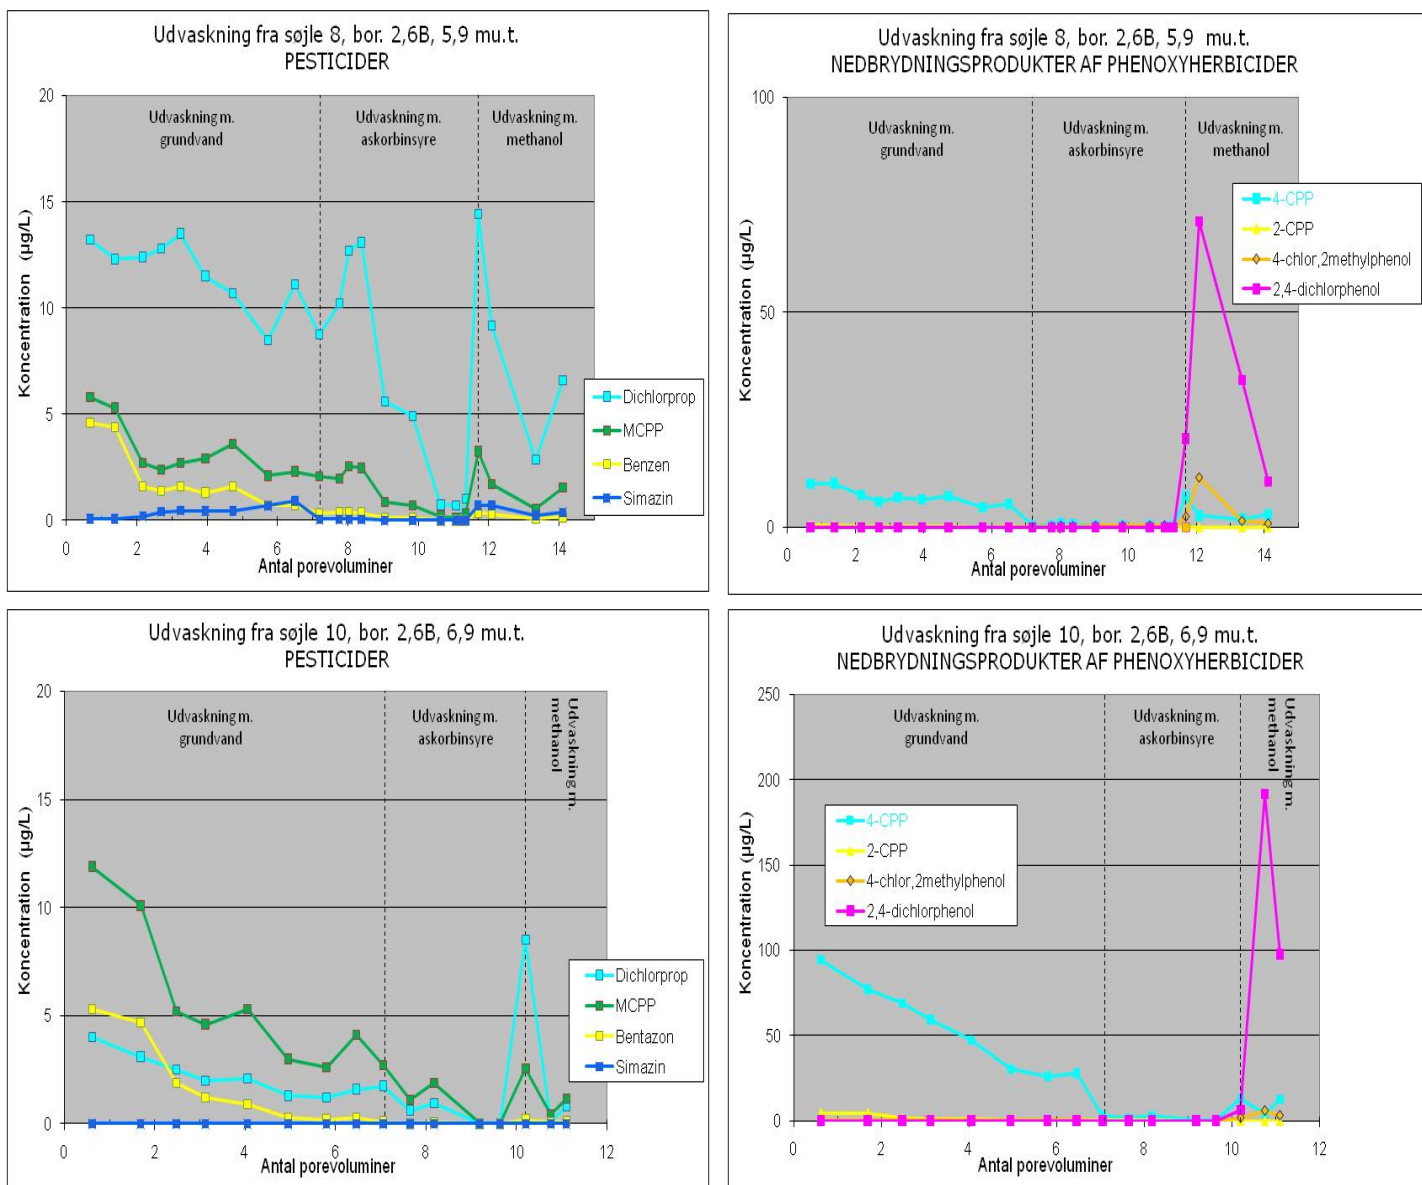 Udvaskning fra søjle 8, bor. 2,6B, 5,9 mu.t.
PESTICIDER
20
15
10
5
0
Koncentration (µg/L)
Udvaskning m.
grundvand
Udvaskning m.
askorbinsyre
Udvaskning m.
methanol
Dichlorprop
MCPP
Benzen
Simazin
0 2 4 6 8 10 12 14
Antal porevoluminer
Udvaskning fra søjle 8, bor. 2,6B, 5,9 mu.t.
NEDBRYDNINGSPRODUKTER AF PHENOXYHERBICIDER
100
50
0
Koncentration (µg/L)
Udvaskning m.
grundvand
Udvaskning m.
askorbinsyre
Udvaskning m.
methanol
4-CPP
2-CPP
4-chlor,2methylphenol
2,4-dichlorphenol
0 2 4 6 8 10 12 14
Antal porevoluminer
Udvaskning fra søjle 10, bor. 2,6B, 6,9 mu.t.
PESTICIDER
20
15
10
5
0
Koncentration (µg/L)
Udvaskning m.
grundvand
Udvaskning m.
askorbinsyre
Udvaskning m.
methanol
Dichlorprop
MCPP
Bentazon
Simazin
0 2 4 6 8 10 12
Antal porevoluminer
Udvaskning fra søjle 10, bor. 2,6B, 6,9 mu.t.
NEDBRYDNINGSPRODUKTER AF PHENOXYHERBICIDER
250
200
150
100
50
0
Koncentration (µg/L)
Udvaskning m.
grundvand
Udvaskning m.
askorbinsyre
Udvaskning m.
methanol
4-CPP
2-CPP
4-chlor,2methylphenol
2,4-dichlorphenol
0 2 4 6 8 10 12
Antal porevoluminer